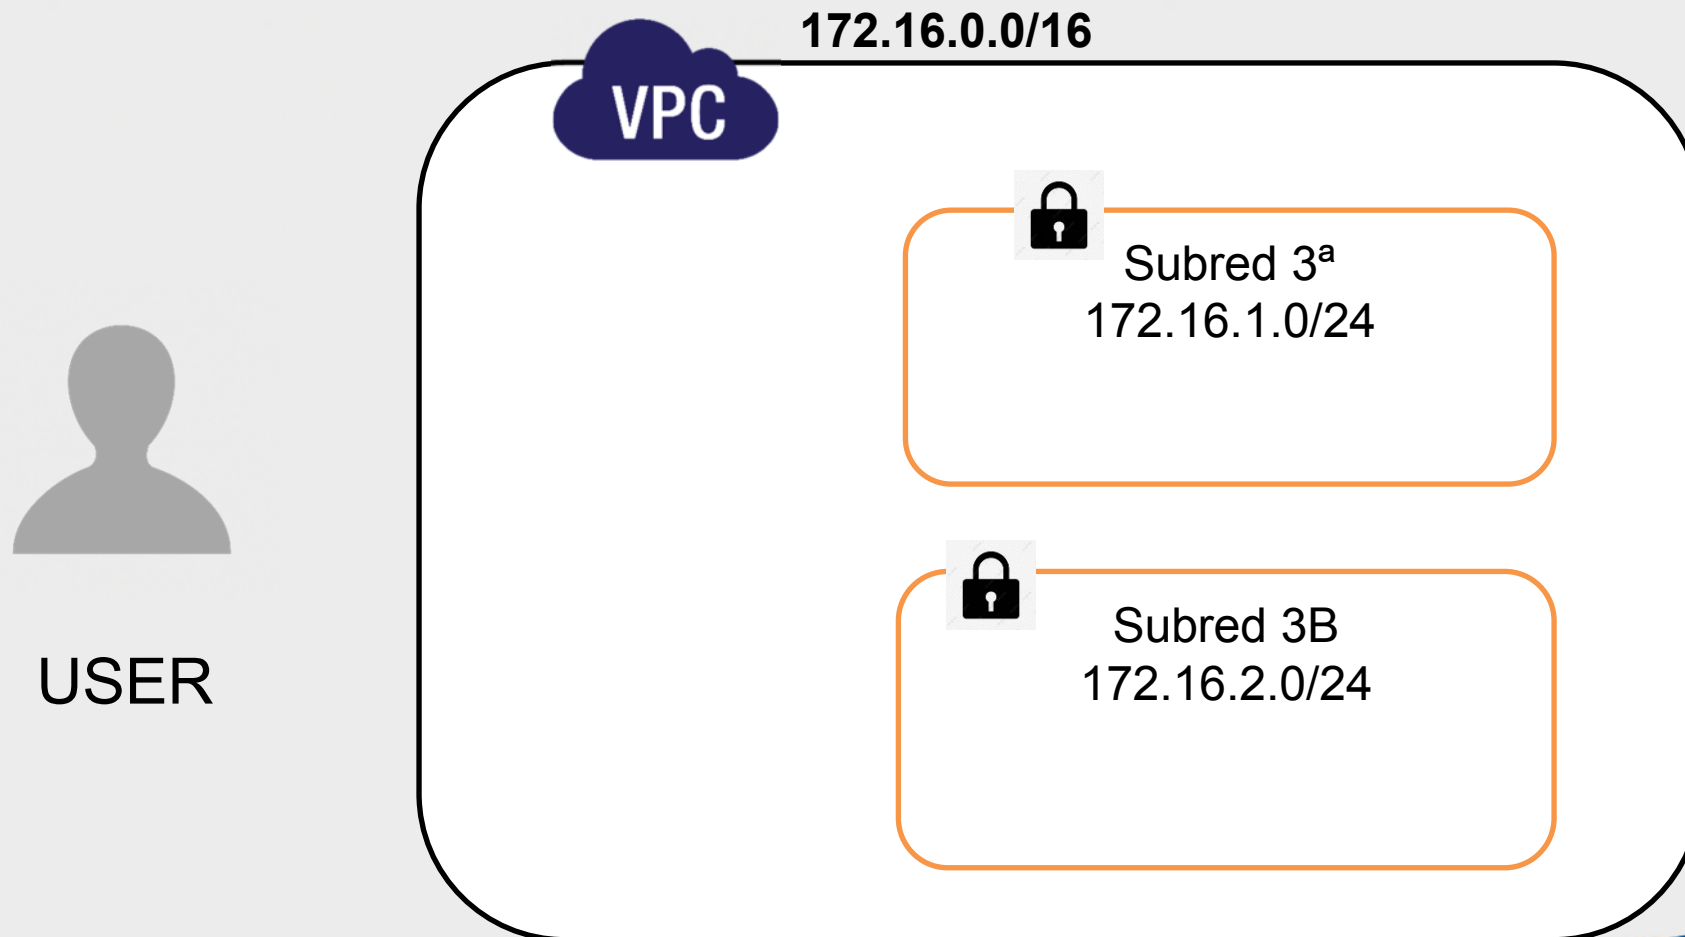 172.16.0.0/16
VPC
Subred 3ª
172.16.1.0/24
Subred 3B
172.16.2.0/24
USER